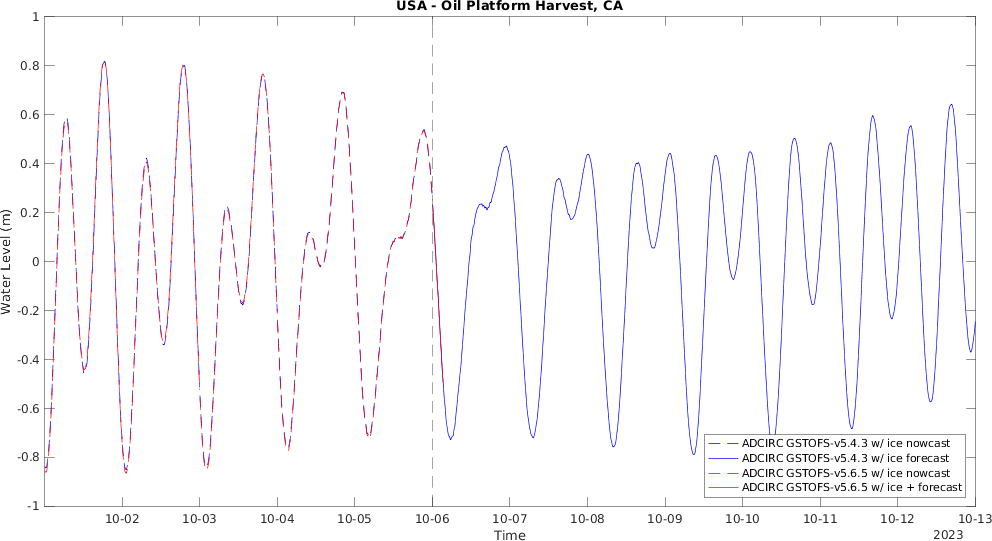 USA - Oil Platform Harvest, CA
1
0.8
0.6
0.4
0.2
0
-0.2
-0.4
-0.6
-0.8
-1
Water Level (m)
10-02 10-03 10-04 10-05 10-06 10-07 10-08 10-09 10-10 10-11 10-12 10-13
Time
2023
ADCIRC GSTOFS-v5.4.3 w/ ice nowcast
ADCIRC GSTOFS-v5.4.3 w/ ice forecast
ADCIRC GSTOFS-v5.6.5 w/ ice nowcast
ADCIRC GSTOFS-v5.6.5 w/ ice + forecast